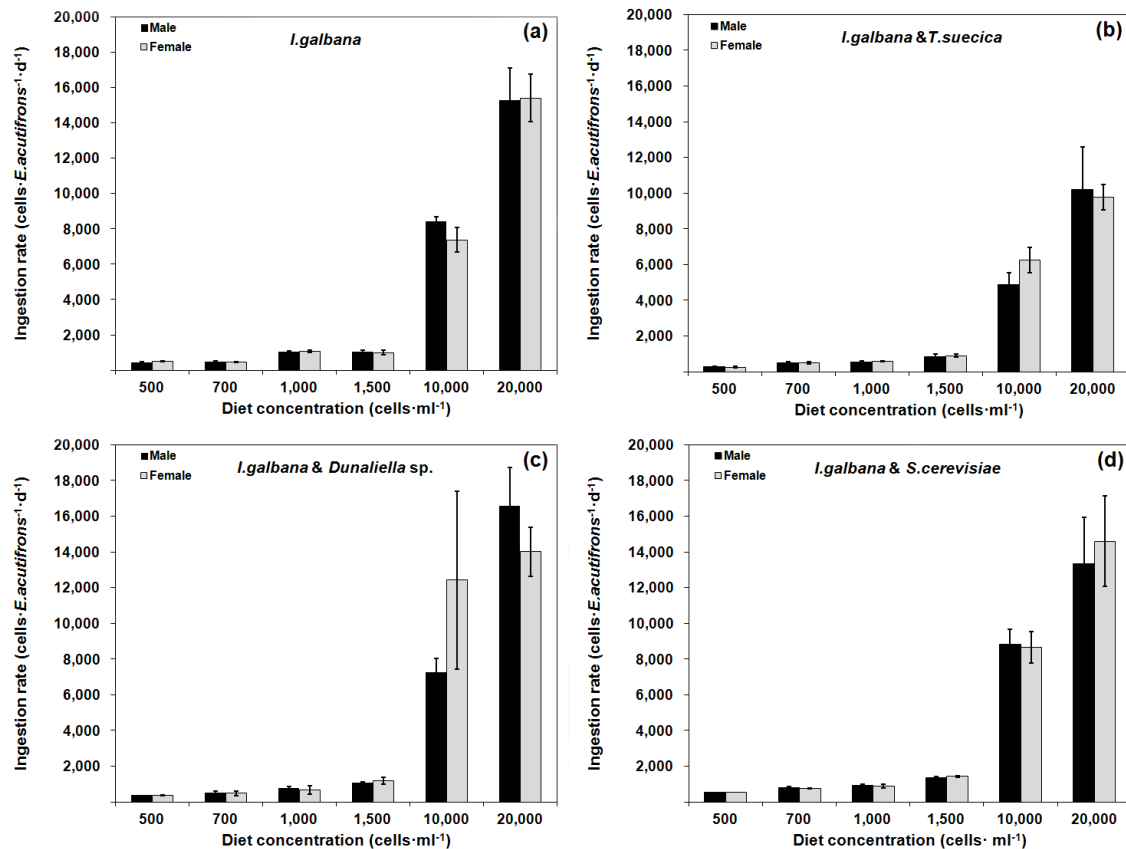 20,000
18,000
16,000
14,000
12,000
10,000
8,000
6,000
4,000
2,000
Ingestion rate (cells·E.acutifrons⁻¹·d⁻¹)
Male
Female
I.galbana
(a)
500 700 1,000 1,500 10,000 20,000
Diet concentration (cells·ml⁻¹)
20,000
18,000
16,000
14,000
12,000
10,000
8,000
6,000
4,000
2,000
Ingestion rate (cells·E.acutifrons⁻¹·d⁻¹)
Male
Female
I.galbana & T.suecica
(b)
500 700 1,000 1,500 10,000 20,000
Diet concentration (cells·ml⁻¹)
20,000
18,000
16,000
14,000
12,000
10,000
8,000
6,000
4,000
2,000
Ingestion rate (cells·E.acutifrons⁻¹·d⁻¹)
Male
Female
I.galbana & Dunaliella sp.
(c)
500 700 1,000 1,500 10,000 20,000
Diet concentration (cells·ml⁻¹)
20,000
18,000
16,000
14,000
12,000
10,000
8,000
6,000
4,000
2,000
Ingestion rate (cells·E.acutifrons⁻¹·d⁻¹)
Male
Female
I.galbana & S.cerevisiae
(d)
500 700 1,000 1,500 10,000 20,000
Diet concentration (cells· ml⁻¹)